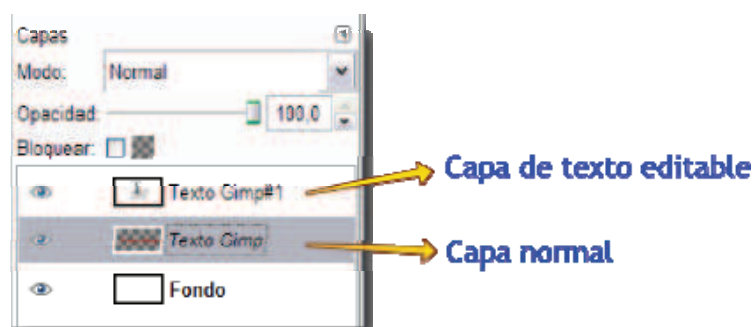 Capas
Modo: Normal
Opacidad: 100,0
Bloquear:
Texto Gimp#1
Capa de texto editable
Texto Gimp
Capa normal
Fondo